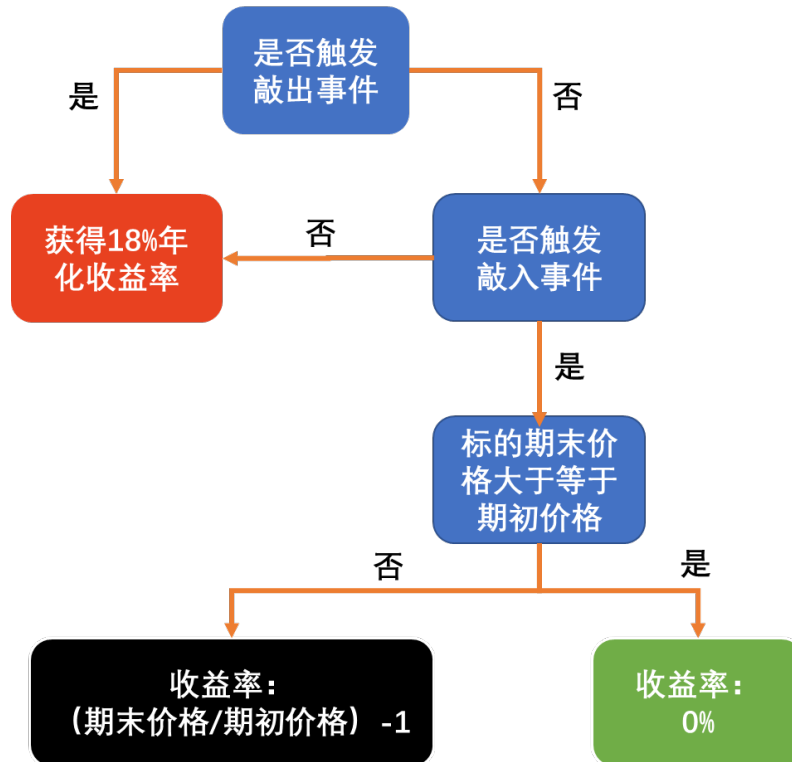 是否触发
敲出事件
是
否
获得18%年
化收益率
否
是否触发
敲入事件
是
标的期末价
格大于等于
期初价格
否
是
收益率：
（期末价格/期初价格）-1
收益率：
0%